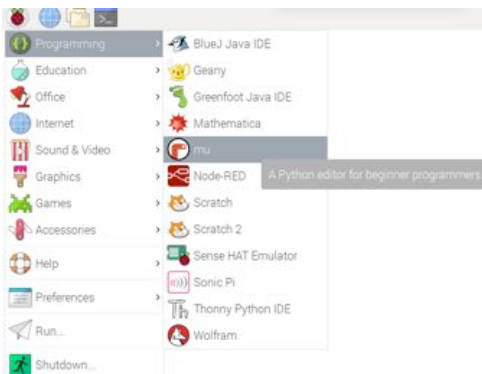 Programming
Education
Office
Internet
Sound & Video
Graphics
Games
Accessories
Help
Preferences
Run...
Shutdown...
BlueJ Java IDE
Geany
Greenfoot Java IDE
Mathematica
mu
Node-RED
Scratch
Scratch 2
Sense HAT Emulator
Sonic Pi
Thonny Python IDE
Wolfram
A Python editor for beginner programmers